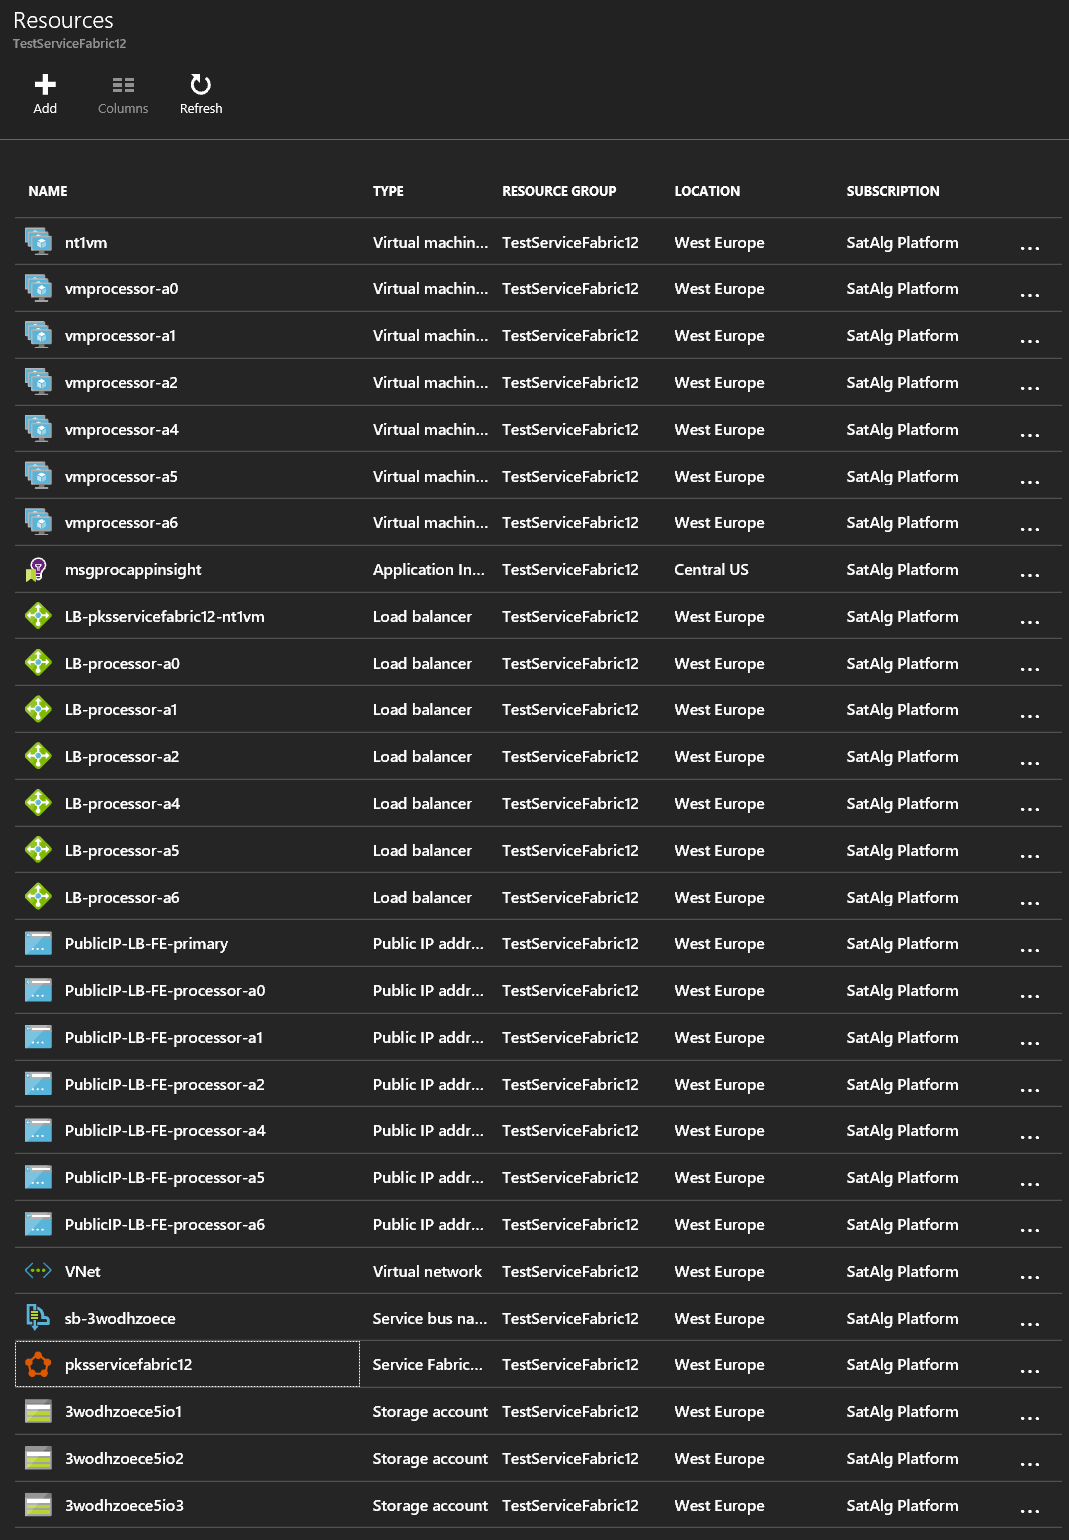 Resources
TestServiceFabric12
Add Columns Refresh
NAME TYPE RESOURCE GROUP LOCATION SUBSCRIPTION
nt1vm Virtual machin... TestServiceFabric12 West Europe SatAlg Platform ...
vmprocessor-a0 Virtual machin... TestServiceFabric12 West Europe SatAlg Platform ...
vmprocessor-a1 Virtual machin... TestServiceFabric12 West Europe SatAlg Platform ...
vmprocessor-a2 Virtual machin... TestServiceFabric12 West Europe SatAlg Platform ...
vmprocessor-a4 Virtual machin... TestServiceFabric12 West Europe SatAlg Platform ...
vmprocessor-a5 Virtual machin... TestServiceFabric12 West Europe SatAlg Platform ...
vmprocessor-a6 Virtual machin... TestServiceFabric12 West Europe SatAlg Platform ...
msgprocappinsight Application In... TestServiceFabric12 Central US SatAlg Platform ...
LB-pksservicefabric12-nt1vm Load balancer TestServiceFabric12 West Europe SatAlg Platform ...
LB-processor-a0 Load balancer TestServiceFabric12 West Europe SatAlg Platform ...
LB-processor-a1 Load balancer TestServiceFabric12 West Europe SatAlg Platform ...
LB-processor-a2 Load balancer TestServiceFabric12 West Europe SatAlg Platform ...
LB-processor-a4 Load balancer TestServiceFabric12 West Europe SatAlg Platform ...
LB-processor-a5 Load balancer TestServiceFabric12 West Europe SatAlg Platform ...
LB-processor-a6 Load balancer TestServiceFabric12 West Europe SatAlg Platform ...
PublicIP-LB-FE-primary Public IP addr... TestServiceFabric12 West Europe SatAlg Platform ...
PublicIP-LB-FE-processor-a0 Public IP addr... TestServiceFabric12 West Europe SatAlg Platform ...
PublicIP-LB-FE-processor-a1 Public IP addr... TestServiceFabric12 West Europe SatAlg Platform ...
PublicIP-LB-FE-processor-a2 Public IP addr... TestServiceFabric12 West Europe SatAlg Platform ...
PublicIP-LB-FE-processor-a4 Public IP addr... TestServiceFabric12 West Europe SatAlg Platform ...
PublicIP-LB-FE-processor-a5 Public IP addr... TestServiceFabric12 West Europe SatAlg Platform ...
PublicIP-LB-FE-processor-a6 Public IP addr... TestServiceFabric12 West Europe SatAlg Platform ...
VNet Virtual network TestServiceFabric12 West Europe SatAlg Platform ...
sb-3wodhzoece Service bus na... TestServiceFabric12 West Europe SatAlg Platform ...
pksservicefabric12 Service Fabric... TestServiceFabric12 West Europe SatAlg Platform ...
3wodhzoece5io1 Storage account TestServiceFabric12 West Europe SatAlg Platform ...
3wodhzoece5io2 Storage account TestServiceFabric12 West Europe SatAlg Platform ...
3wodhzoece5io3 Storage account TestServiceFabric12 West Europe SatAlg Platform ...